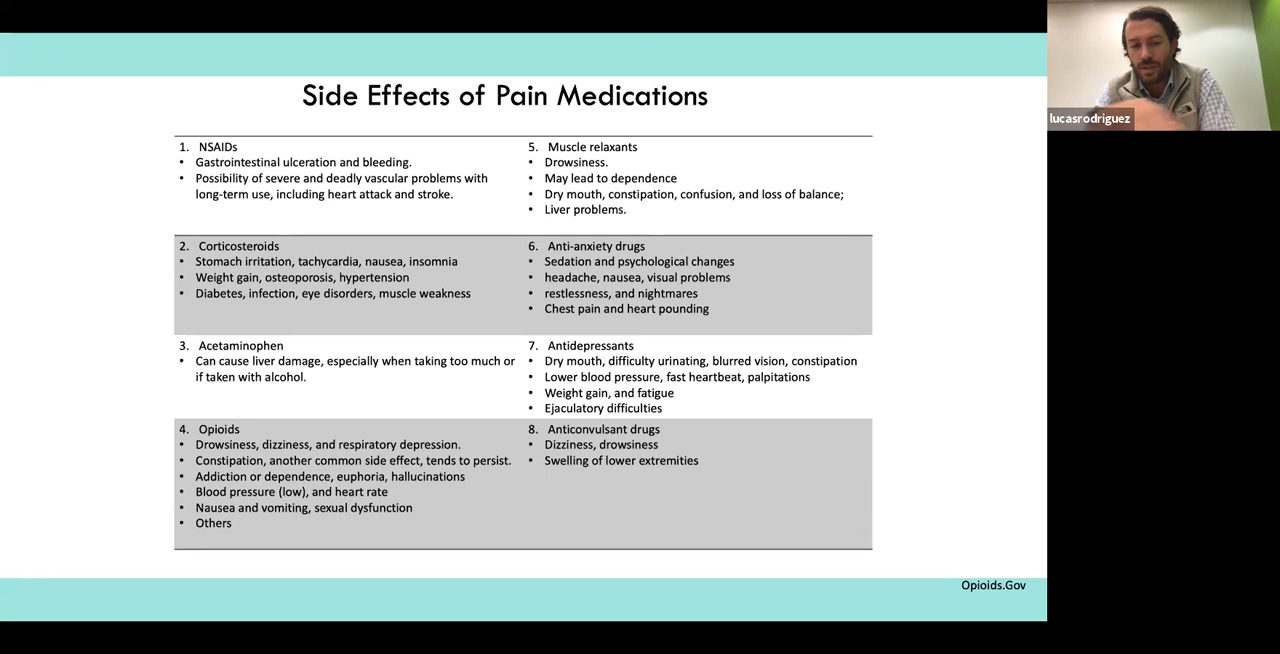 Side Effects of Pain Medications
1. NSAIDs
• Gastrointestinal ulceration and bleeding.
• Possibility of severe and deadly vascular problems with
long-term use, including heart attack and stroke.
5. Muscle relaxants
• Drowsiness.
• May lead to dependence
• Dry mouth, constipation, confusion, and loss of balance;
• Liver problems.
2. Corticosteroids
• Stomach irritation, tachycardia, nausea, insomnia
• Weight gain, osteoporosis, hypertension
• Diabetes, infection, eye disorders, muscle weakness
6. Anti-anxiety drugs
• Sedation and psychological changes
• headache, nausea, visual problems
• restlessness, and nightmares
• Chest pain and heart pounding
3. Acetaminophen
• Can cause liver damage, especially when taking too much or
if taken with alcohol.
7. Antidepressants
• Dry mouth, difficulty urinating, blurred vision, constipation
• Lower blood pressure, fast heartbeat, palpitations
• Weight gain, and fatigue
• Ejaculatory difficulties
4. Opioids
• Drowsiness, dizziness, and respiratory depression.
• Constipation, another common side effect, tends to persist.
• Addiction or dependence, euphoria, hallucinations
• Blood pressure (low), and heart rate
• Nausea and vomiting, sexual dysfunction
• Others
8. Anticonvulsant drugs
• Dizziness, drowsiness
• Swelling of lower extremities
Opioids.Gov
lucasrodriguez